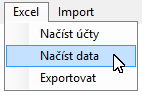 Excel Import
Načíst účty
Načíst data
Exportovat